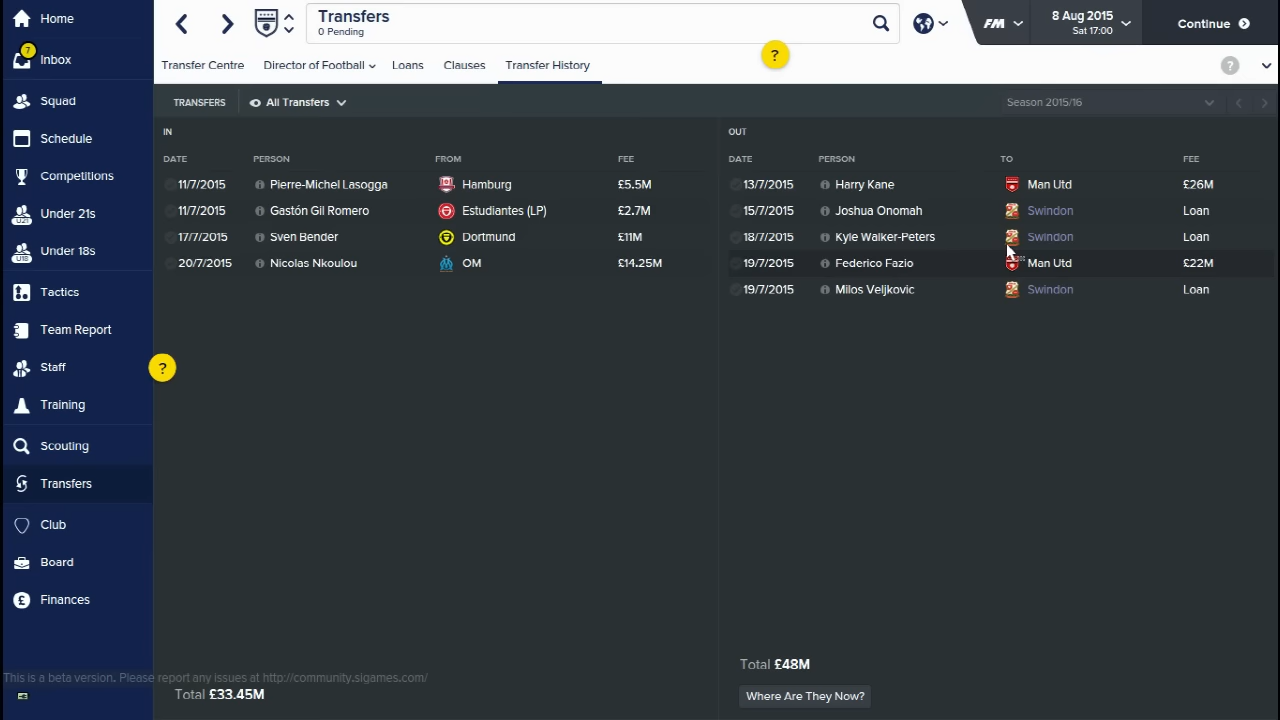 Home
Inbox
7
Squad
Schedule
Competitions
Under 21s
U21
Under 18s
U18
Tactics
Team Report
Staff
Training
Scouting
Transfers
Club
Board
Finances
Transfers
0 Pending
FM
8 Aug 2015
Sat 17:00
Continue
?
Transfer Centre Director of Football Loans Clauses Transfer History
?
TRANSFERS All Transfers Season 2015/16
IN
DATE PERSON FROM FEE
11/7/2015 Pierre-Michel Lasogga Hamburg £5.5M
11/7/2015 Gastón Gil Romero Estudiantes (LP) £2.7M
17/7/2015 Sven Bender Dortmund £11M
20/7/2015 Nicolas Nkoulou OM £14.25M
?
Total £33.45M
OUT
DATE PERSON TO FEE
13/7/2015 Harry Kane Man Utd £26M
15/7/2015 Joshua Onomah Swindon Loan
18/7/2015 Kyle Walker-Peters Swindon Loan
19/7/2015 Federico Fazio Man Utd £22M
19/7/2015 Milos Veljkovic Swindon Loan
Total £48M
Where Are They Now?
This is a beta version. Please report any issues at http://community.sigames.com/